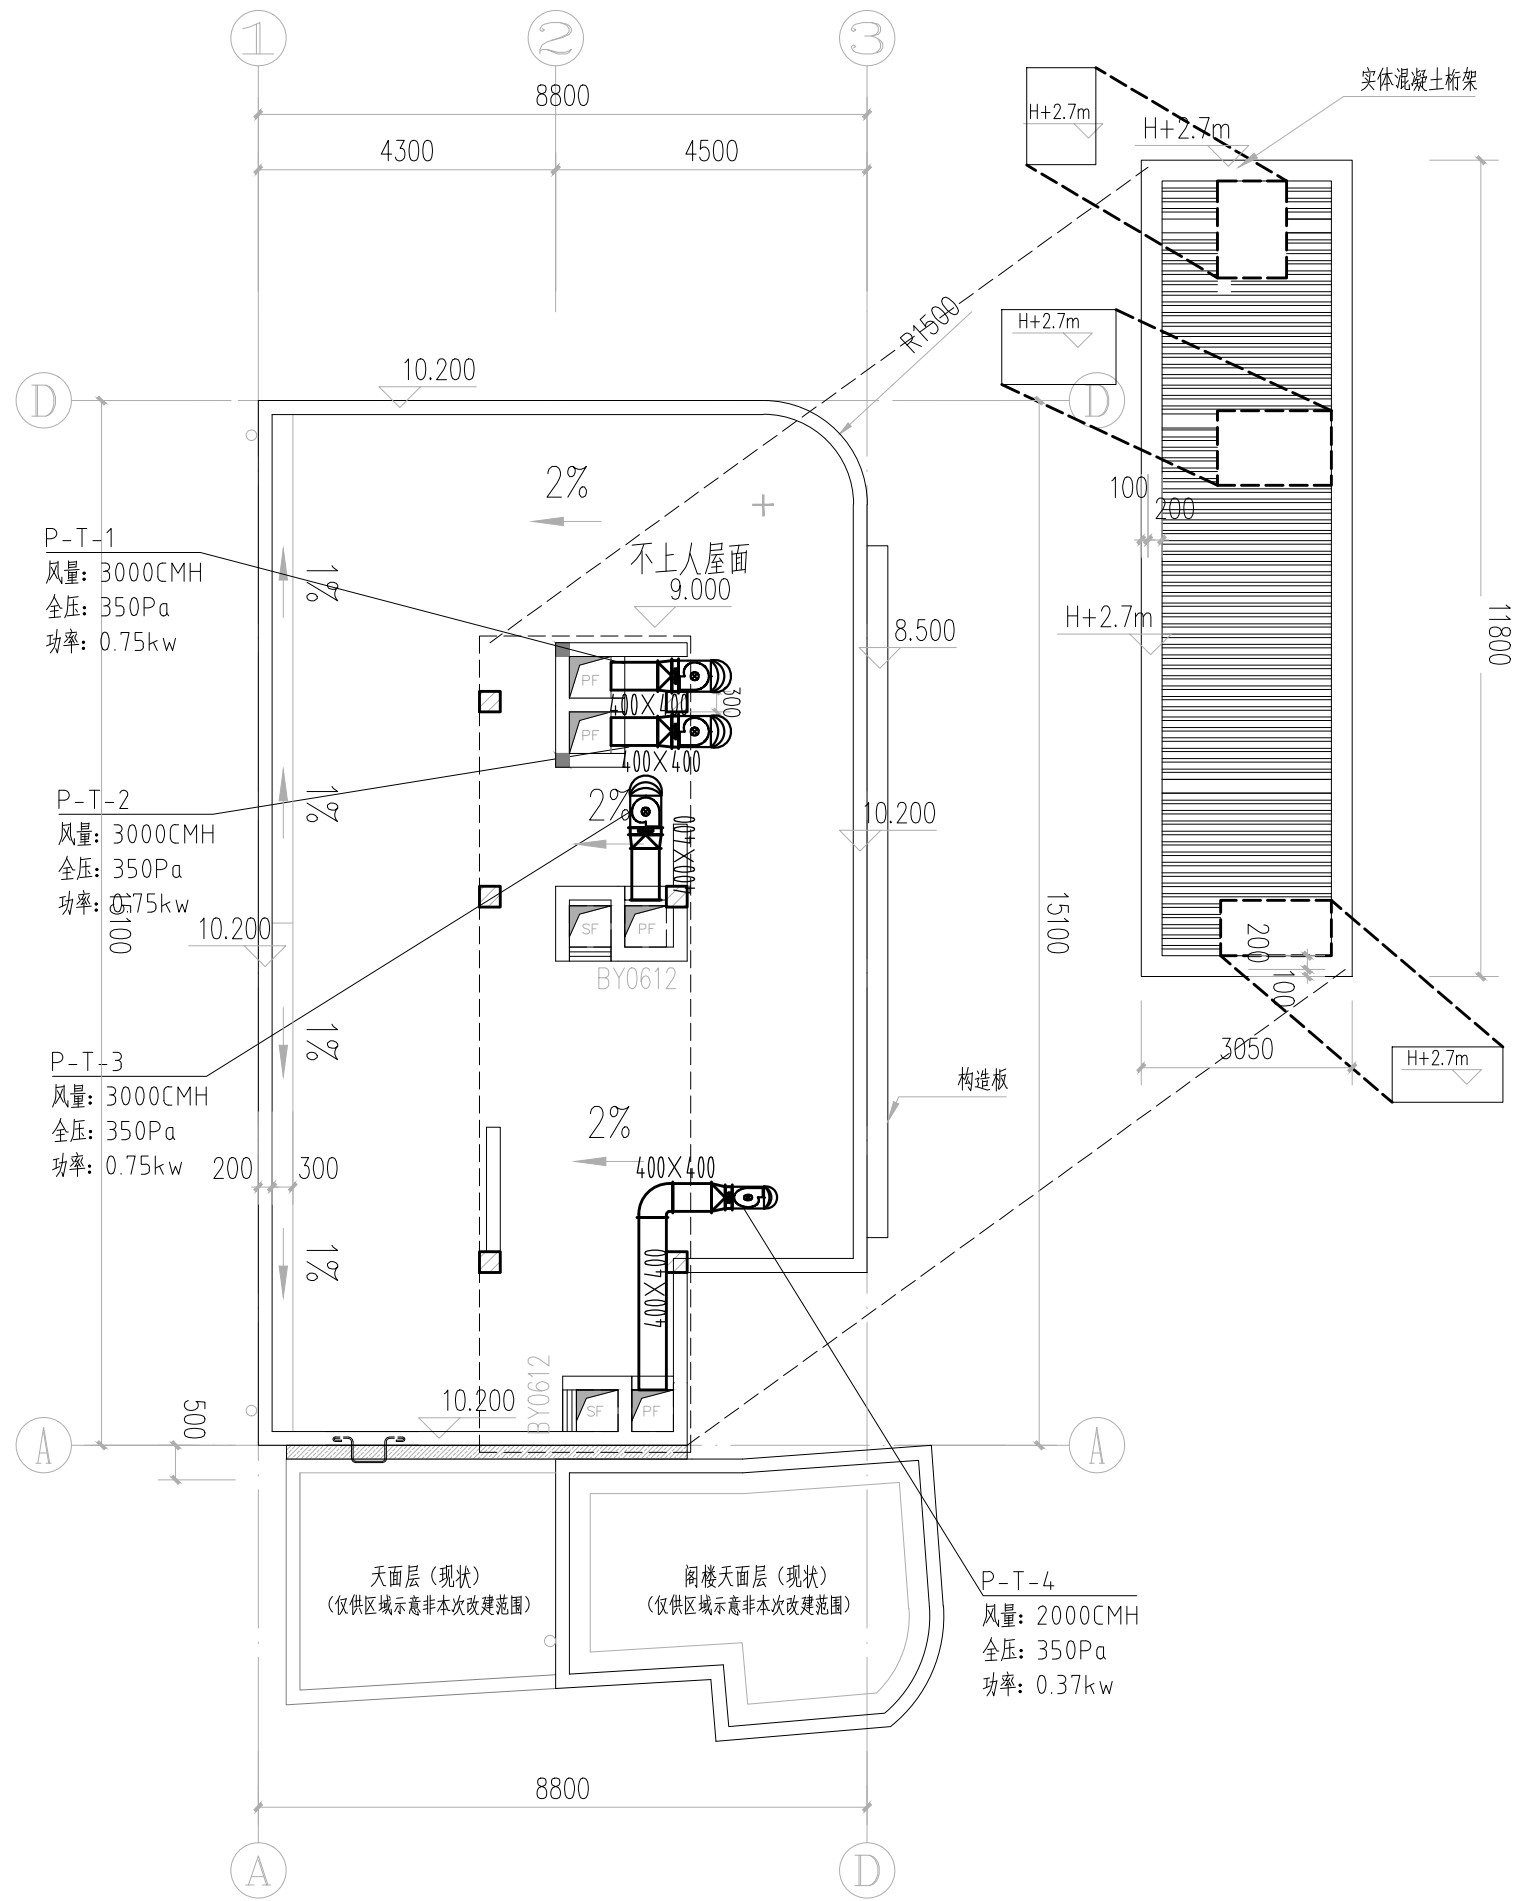 1
2
3
8800
4300
4500
实体混凝土桁架
H+2.7m
H+2.7m
R1500
H+2.7m
10.200
D
D
2%
100
200
P-T-1
风量: 3000CMH
全压: 350Pa
功率: 0.75kw
1%
不上人屋面
9.000
8.500
H+2.7m
11800
PF
400X400
300
PF
400X400
P-T-2
风量: 3000CMH
全压: 350Pa
功率: 0.75kw
15100
1%
2%
400X400
10.200
15100
10.200
SF
PF
BY0612
200
100
3050
H+2.7m
P-T-3
风量: 3000CMH
全压: 350Pa
功率: 0.75kw
1%
构造板
2%
200
300
400X400
1%
400X400
BY0612
500
10.200
SF
PF
A
A
天面层（现状）
（仅供区域示意非本次改建范围）
阁楼天面层（现状）
（仅供区域示意非本次改建范围）
P-T-4
风量: 2000CMH
全压: 350Pa
功率: 0.37kw
8800
A
D